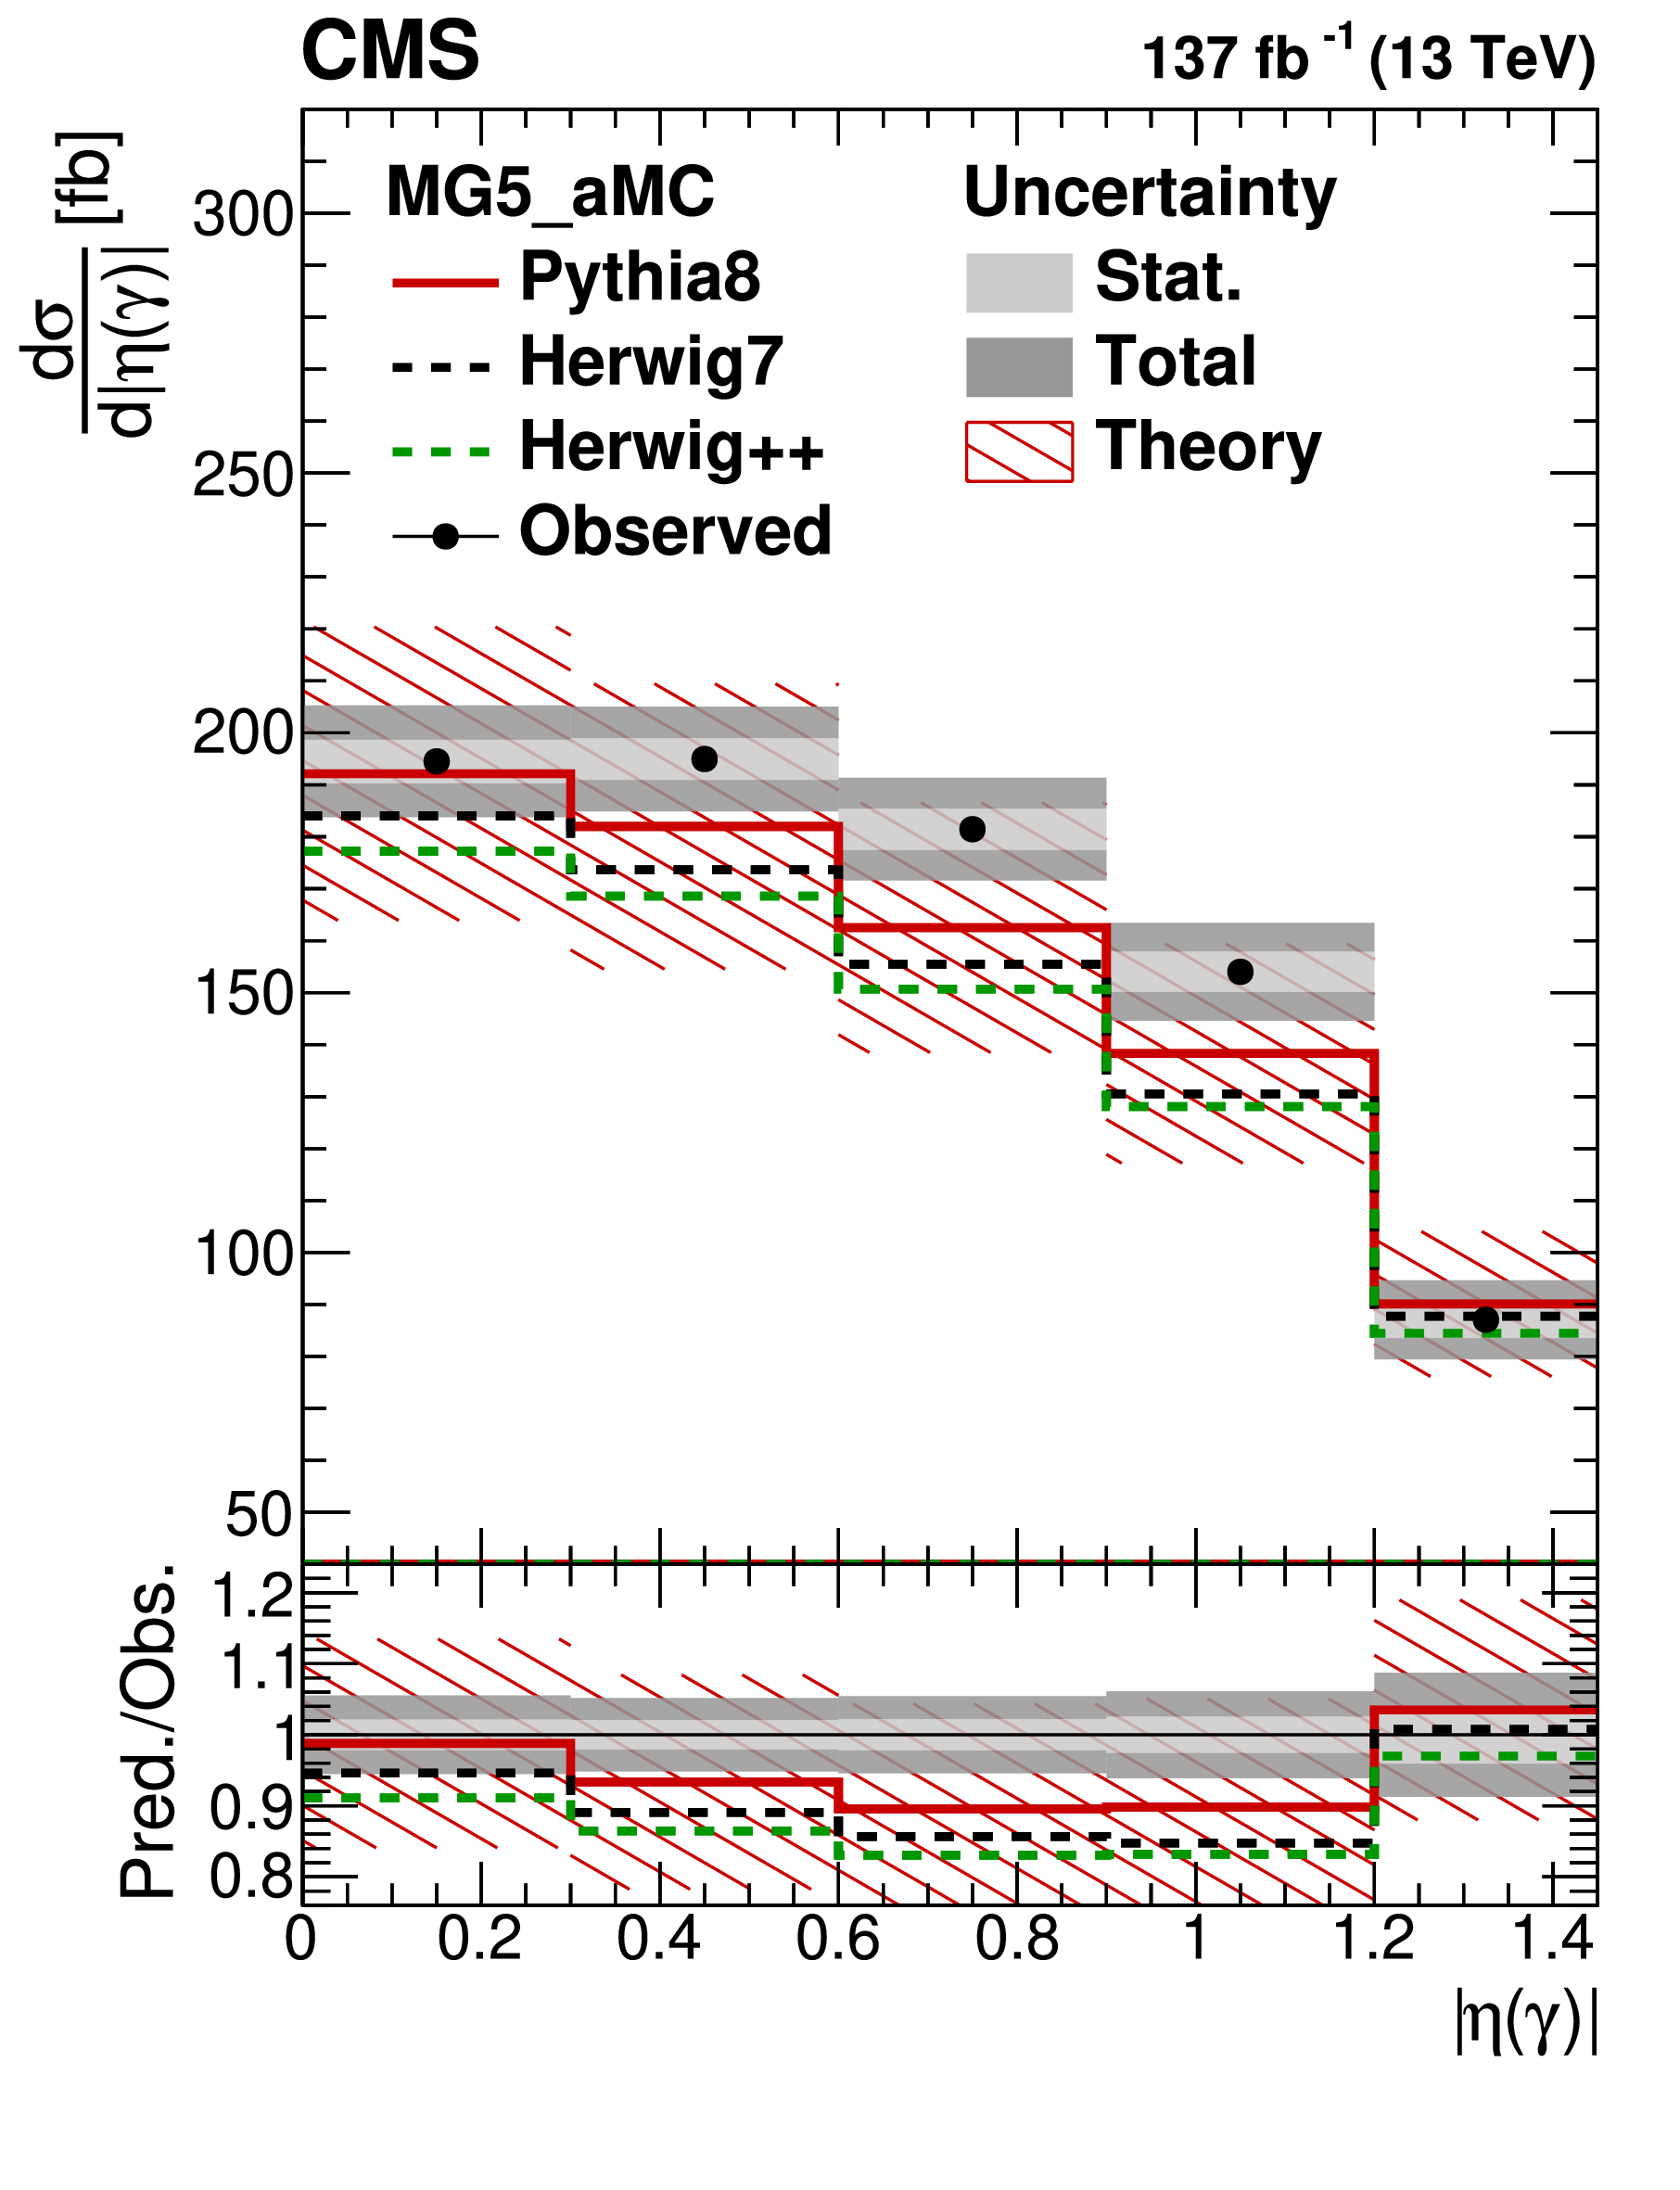 CMS
137 fb -1 (13 TeV)
dσ
d|η(γ)|
[fb]
MG5_aMC
Pythia8
Herwig7
Herwig++
Observed
Uncertainty
Stat.
Total
Theory
300
250
200
150
100
50
Pred./Obs.
1.2
1.1
1
0.9
0.8
0 0.2 0.4 0.6 0.8 1 1.2 1.4
|η(γ)|